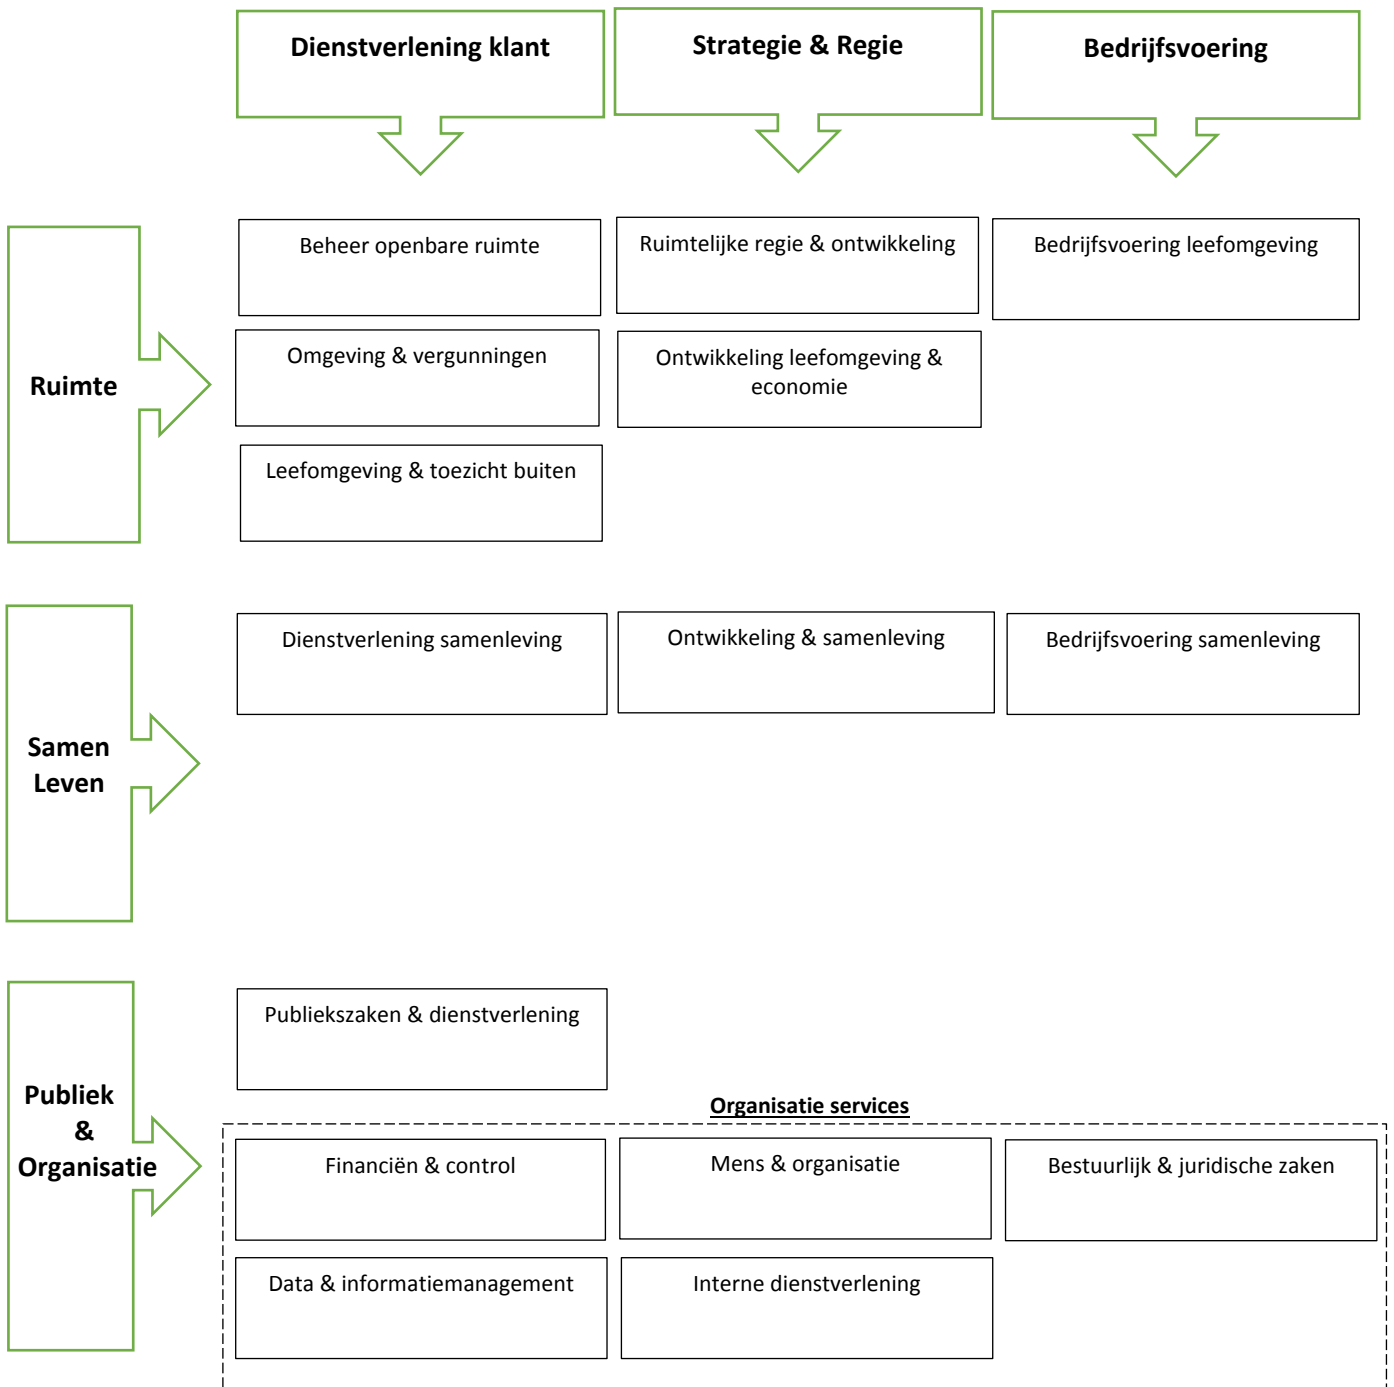 Dienstverlening klant
Strategie & Regie
Bedrijfsvoering
Ruimte
Beheer openbare ruimte
Ruimtelijke regie & ontwikkeling
Bedrijfsvoering leefomgeving
Omgeving & vergunningen
Ontwikkeling leefomgeving &
economie
Leefomgeving & toezicht buiten
Samen
Leven
Dienstverlening samenleving
Ontwikkeling & samenleving
Bedrijfsvoering samenleving
Publiek
&
Organisatie
Publiekszaken & dienstverlening
Organisatie services
Financiën & control
Mens & organisatie
Bestuurlijk & juridische zaken
Data & informatiemanagement
Interne dienstverlening